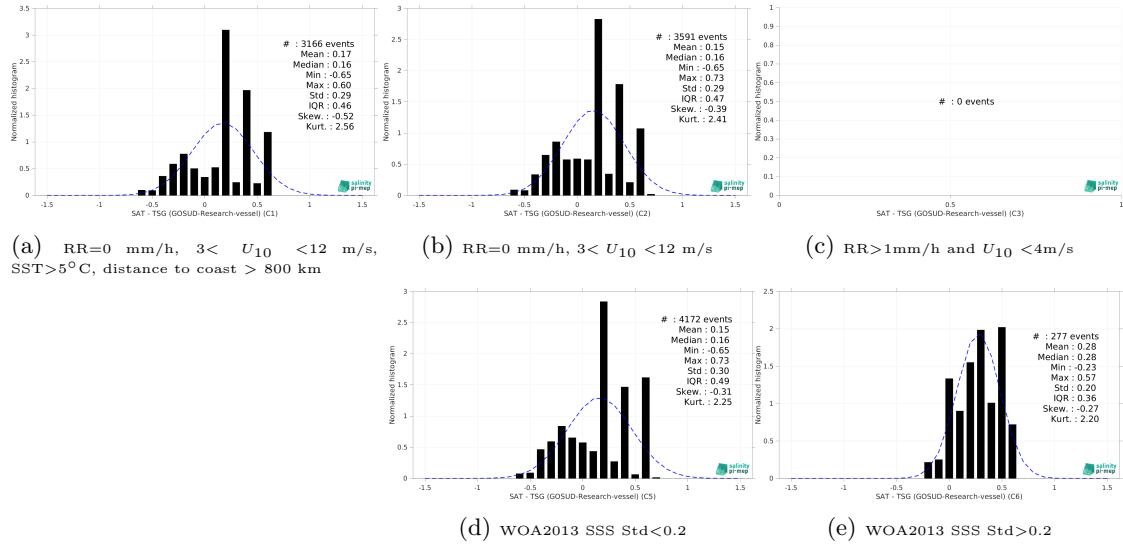 3.5
3
2.5
2
1.5
1
0.5
0
-1.5
-1
-0.5
0
0.5
1
1.5
Normalized histogram
# : 3166 events
Mean : 0.17
Median : 0.16
Min : -0.65
Max : 0.60
Std : 0.29
IQR : 0.46
Skew. : -0.52
Kurt. : 2.56
salinity
pi-mep
SAT - TSG (GOSUD-Research-vessel) (C1)
(a) RR=0 mm/h, 3< U10 <12 m/s,
SST>5°C, distance to coast > 800 km
3
2.5
2
1.5
1
0.5
0
-1.5
-1
-0.5
0
0.5
1
1.5
Normalized histogram
# : 3591 events
Mean : 0.15
Median : 0.16
Min : -0.65
Max : 0.73
Std : 0.29
IQR : 0.47
Skew. : -0.39
Kurt. : 2.41
salinity
pi-mep
SAT - TSG (GOSUD-Research-vessel) (C2)
(b) RR=0 mm/h, 3< U10 <12 m/s
1
0.9
0.8
0.7
0.6
0.5
0.4
0.3
0.2
0.1
0
0
0.5
1
Normalized histogram
# : 0 events
salinity
pi-mep
SAT - TSG (GOSUD-Research-vessel) (C3)
(c) RR>1mm/h and U10 <4m/s
3
2.5
2
1.5
1
0.5
0
-1.5
-1
-0.5
0
0.5
1
1.5
Normalized histogram
# : 4172 events
Mean : 0.15
Median : 0.16
Min : -0.65
Max : 0.73
Std : 0.30
IQR : 0.49
Skew. : -0.31
Kurt. : 2.25
salinity
pi-mep
SAT - TSG (GOSUD-Research-vessel) (C5)
(d) WOA2013 SSS Std<0.2
2.5
2
1.5
1
0.5
0
-1.5
-1
-0.5
0
0.5
1
1.5
Normalized histogram
# : 277 events
Mean : 0.28
Median : 0.28
Min : -0.23
Max : 0.57
Std : 0.20
IQR : 0.36
Skew. : -0.27
Kurt. : 2.20
salinity
pi-mep
SAT - TSG (GOSUD-Research-vessel) (C6)
(e) WOA2013 SSS Std>0.2